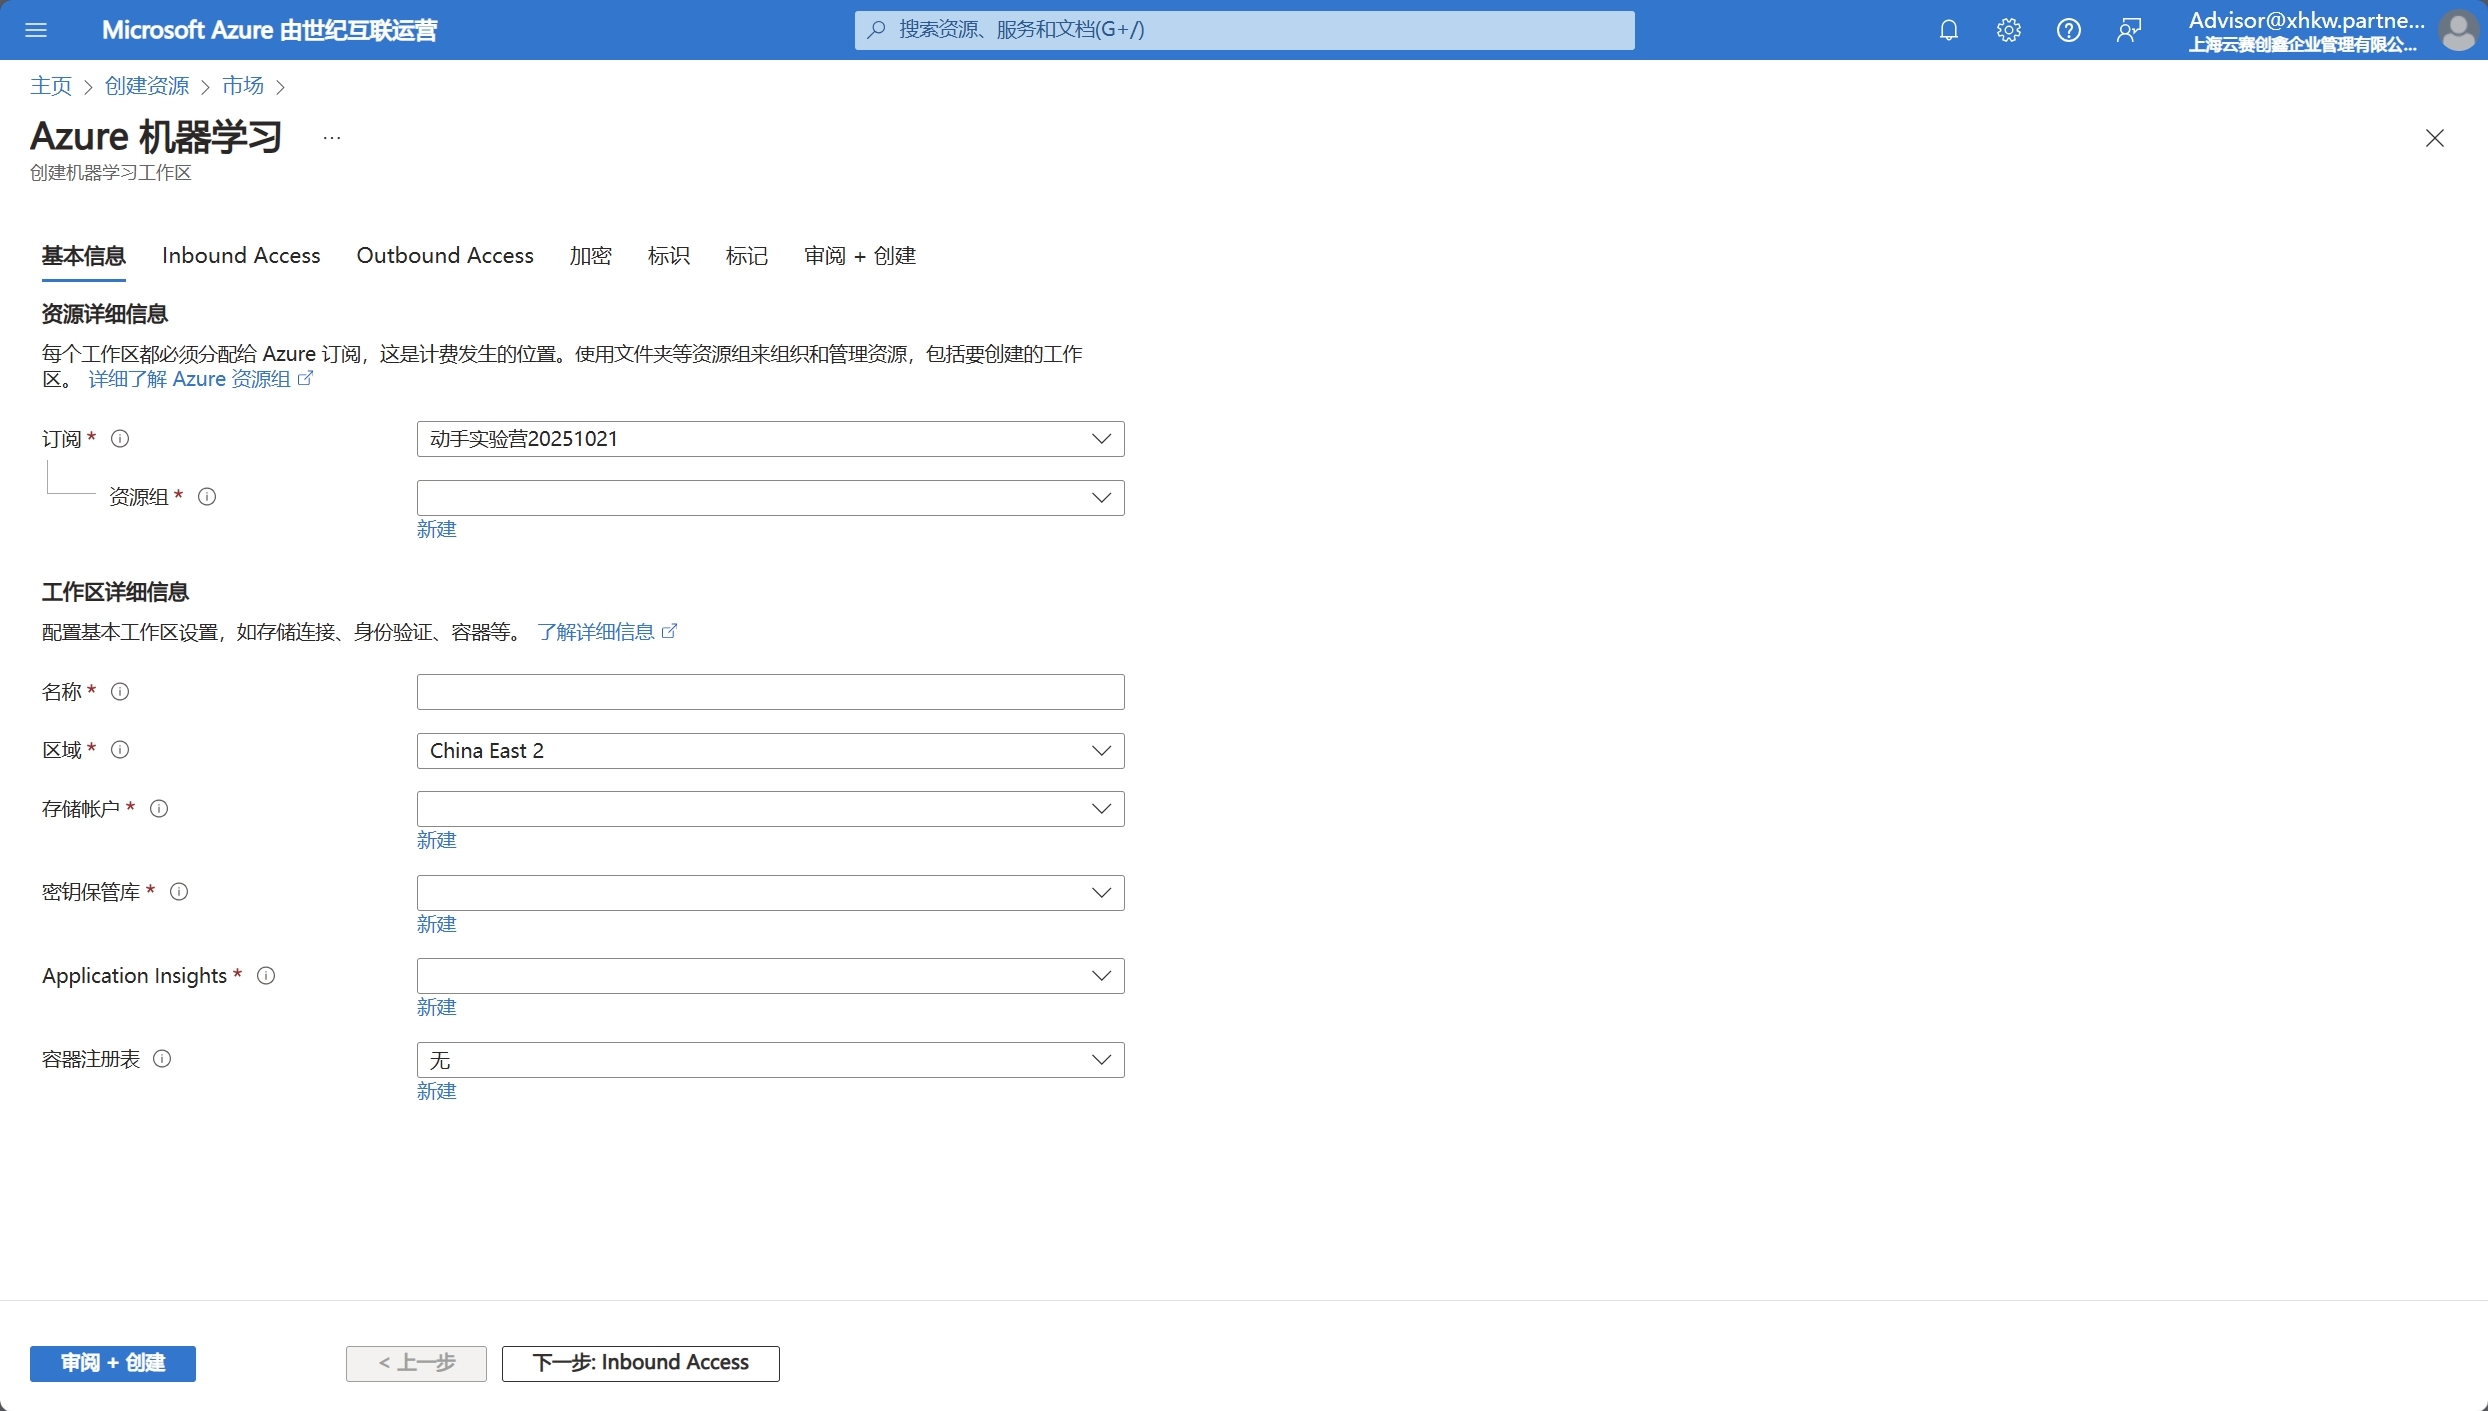 Microsoft Azure 由世纪互联运营
搜索资源、服务和文档(G+/)
Advisor@xhkw.partne...
上海云赛创鑫企业管理有限公...
主页 > 创建资源 > 市场 >
Azure 机器学习 ...
创建机器学习工作区
基本信息 Inbound Access Outbound Access 加密 标识 标记 审阅 + 创建
资源详细信息
每个工作区都必须分配给 Azure 订阅，这是计费发生的位置。使用文件夹等资源组来组织和管理资源，包括要创建的工作
区。 详细了解 Azure 资源组
订阅 * 动手实验营20251021
资源组 *
新建
工作区详细信息
配置基本工作区设置，如存储连接、身份验证、容器等。 了解详细信息
名称 *
区域 * China East 2
存储帐户 *
新建
密钥保管库 *
新建
Application Insights *
新建
容器注册表 无
新建
审阅 + 创建 < 上一步 下一步: Inbound Access